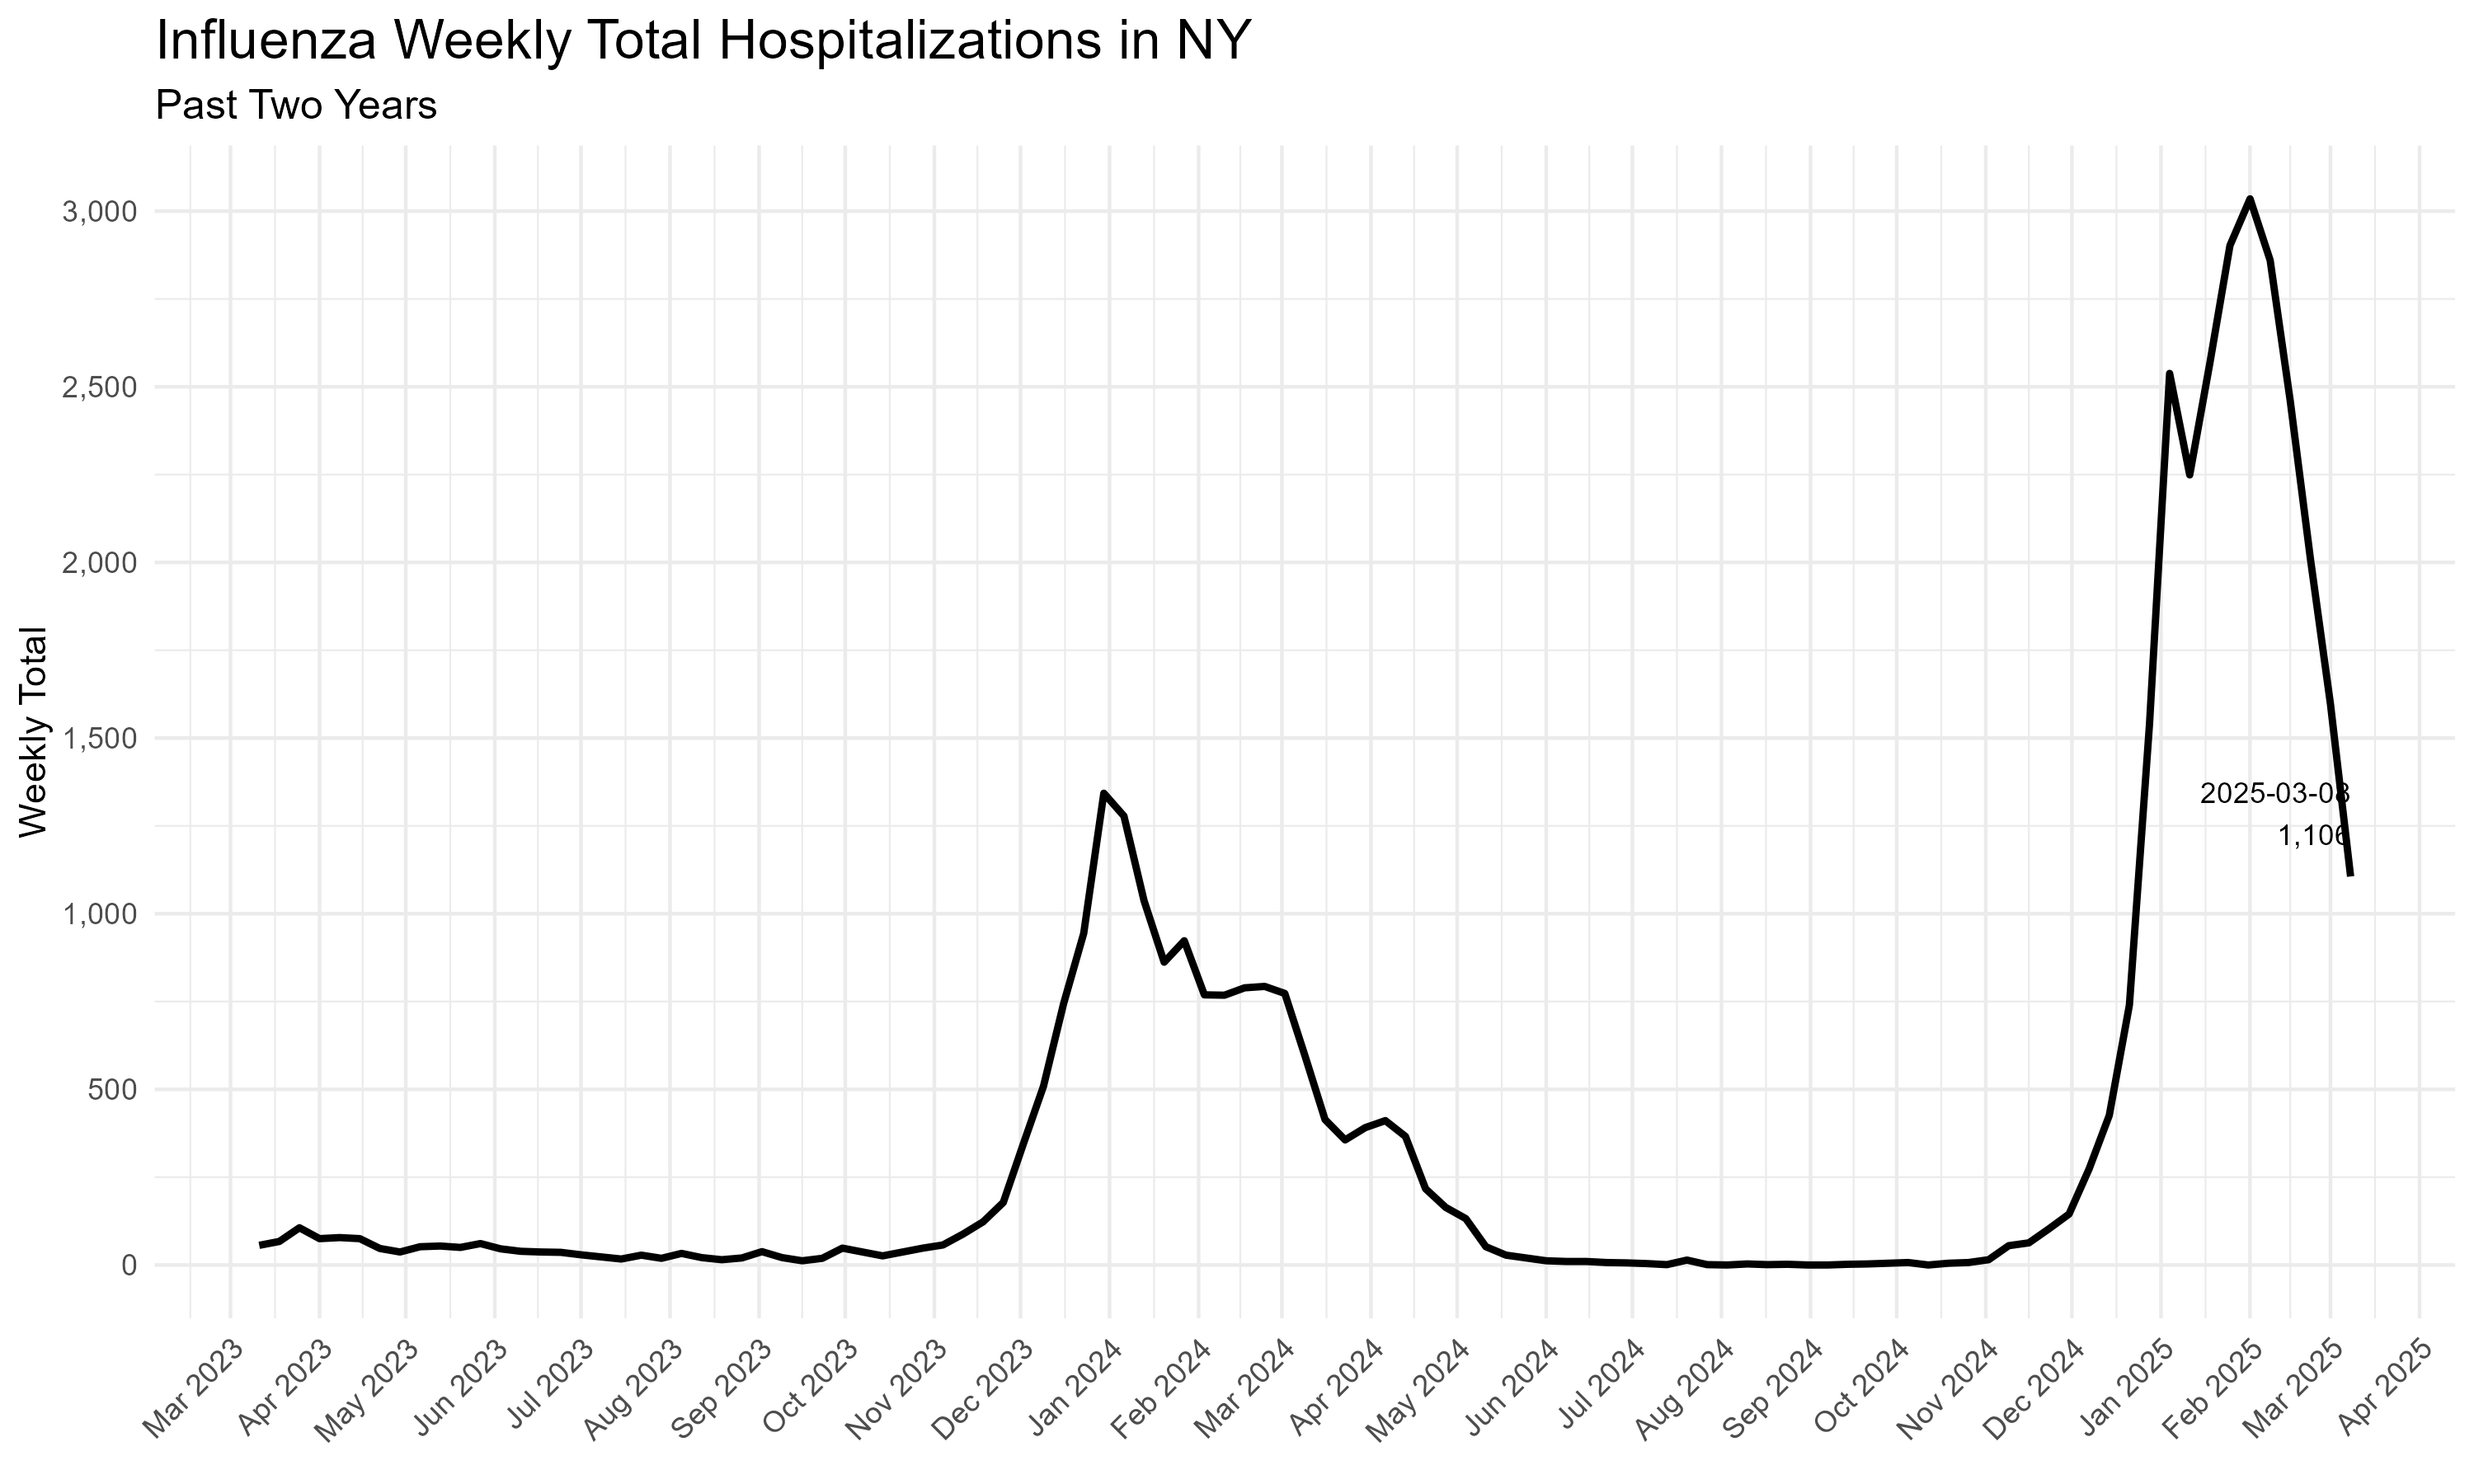 Influenza Weekly Total Hospitalizations in NY
Past Two Years
3,000
2,500
2,000
1,500
1,000
500
0
Weekly Total
2025-03-08
1,106
Mar 2023
Apr 2023
May 2023
Jun 2023
Jul 2023
Aug 2023
Sep 2023
Oct 2023
Nov 2023
Dec 2023
Jan 2024
Feb 2024
Mar 2024
Apr 2024
May 2024
Jun 2024
Jul 2024
Aug 2024
Sep 2024
Oct 2024
Nov 2024
Dec 2024
Jan 2025
Feb 2025
Mar 2025
Apr 2025